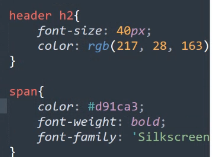 header h2{
font-size: 40px;
color: rgb(217, 28, 163)
}
span{
color: #d91ca3;
font-weight: bold;
font-family: 'Silkscreen
}